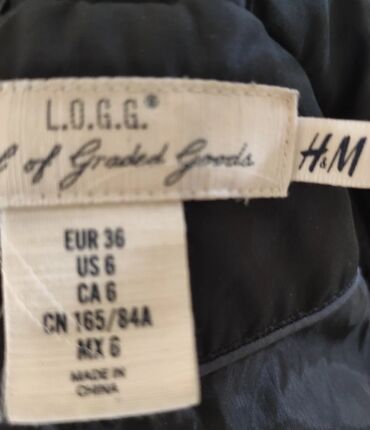 L.O.G.G.®
of Graded Goods
H&M
EUR 36
US 6
CA 6
CN 165/84A
MX 6
MADE IN
CHINA